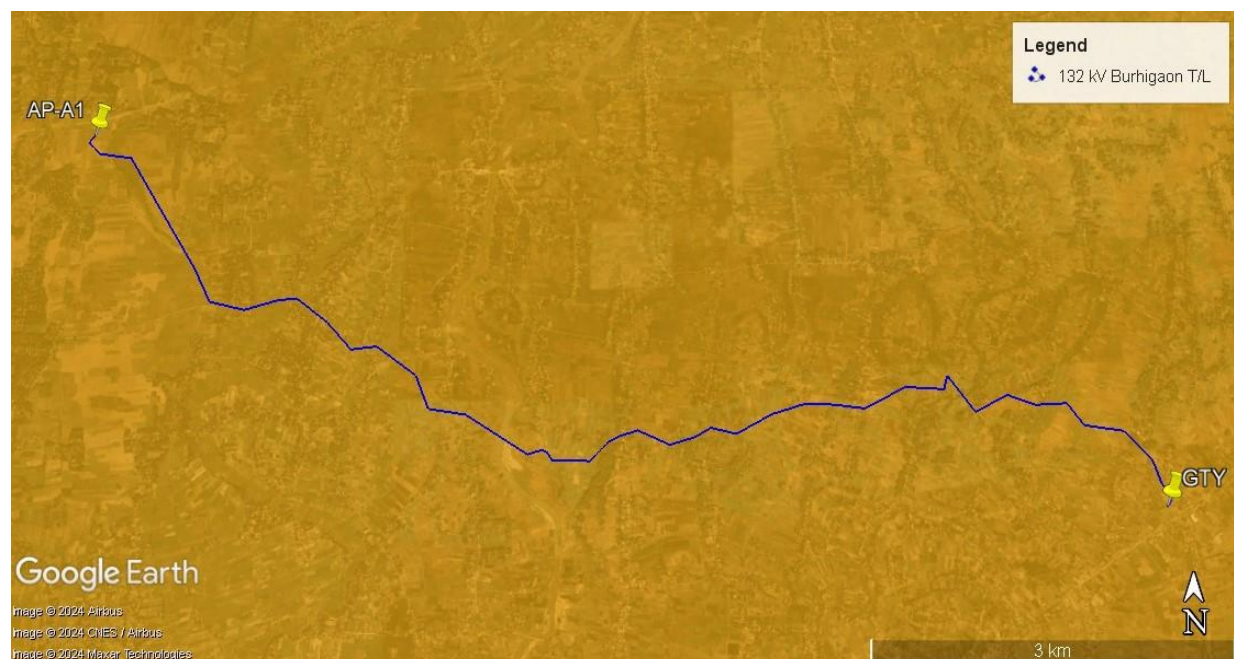 Legend
132 kV Burhigaon T/L
AP-A1
GTY
Google Earth
Image © 2024 Airbus
Image © 2024 CNES / Airbus
Image © 2024 Maxar Technologies
N
3 km